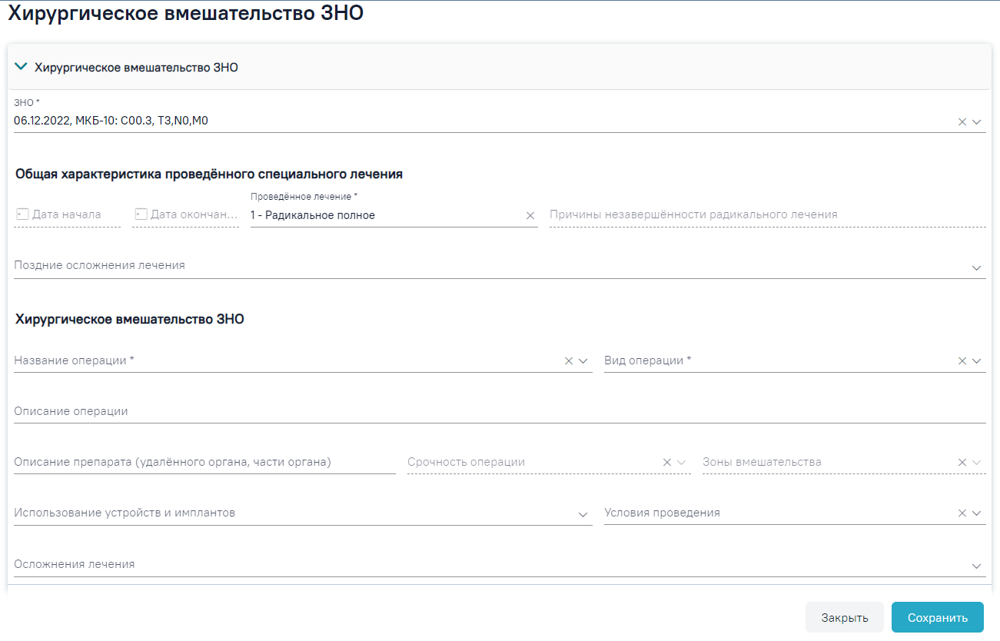 Хирургическое вмешательство ЗНО
Хирургическое вмешательство ЗНО
ЗНО *
06.12.2022, МКБ-10: C00.3, T3,N0,M0
Общая характеристика проведённого специального лечения
Проведённое лечение *
Дата начала Дата окончан... 1 - Радикальное полное Причины незавершённости радикального лечения
Поздние осложнения лечения
Хирургическое вмешательство ЗНО
Название операции * Вид операции *
Описание операции
Описание препарата (удалённого органа, части органа) Срочность операции Зоны вмешательства
Использование устройств и имплантов Условия проведения
Осложнения лечения
Закрыть Сохранить